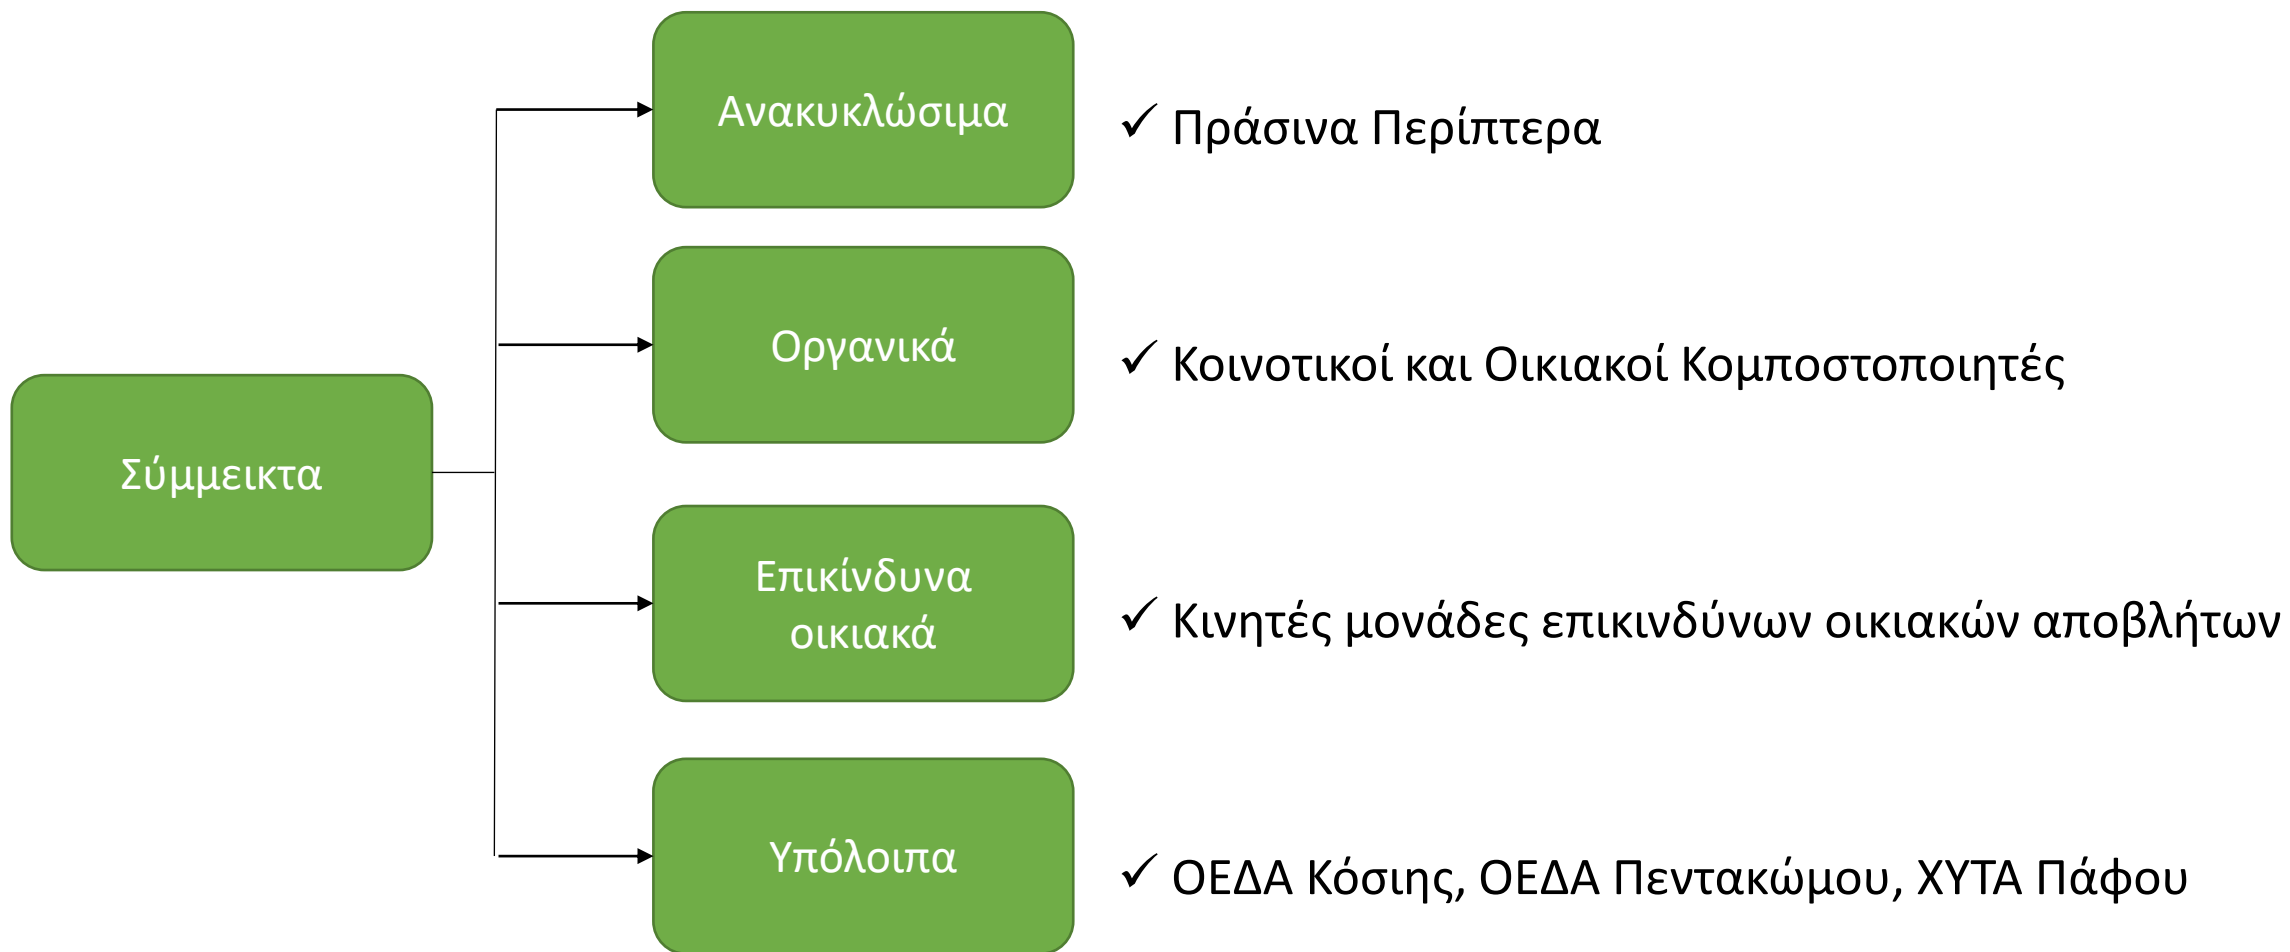 Ανακυκλώσιμα
✓ Πράσινα Περίπτερα
Οργανικά
✓ Κοινοτικοί και Οικιακοί Κομποστοποιητές
Σύμμεικτα
Επικίνδυνα
οικιακά
✓ Κινητές μονάδες επικινδύνων οικιακών αποβλήτων
Υπόλοιπα
✓ ΟΕΔΑ Κόσιης, ΟΕΔΑ Πεντακώμου, ΧΥΤΑ Πάφου